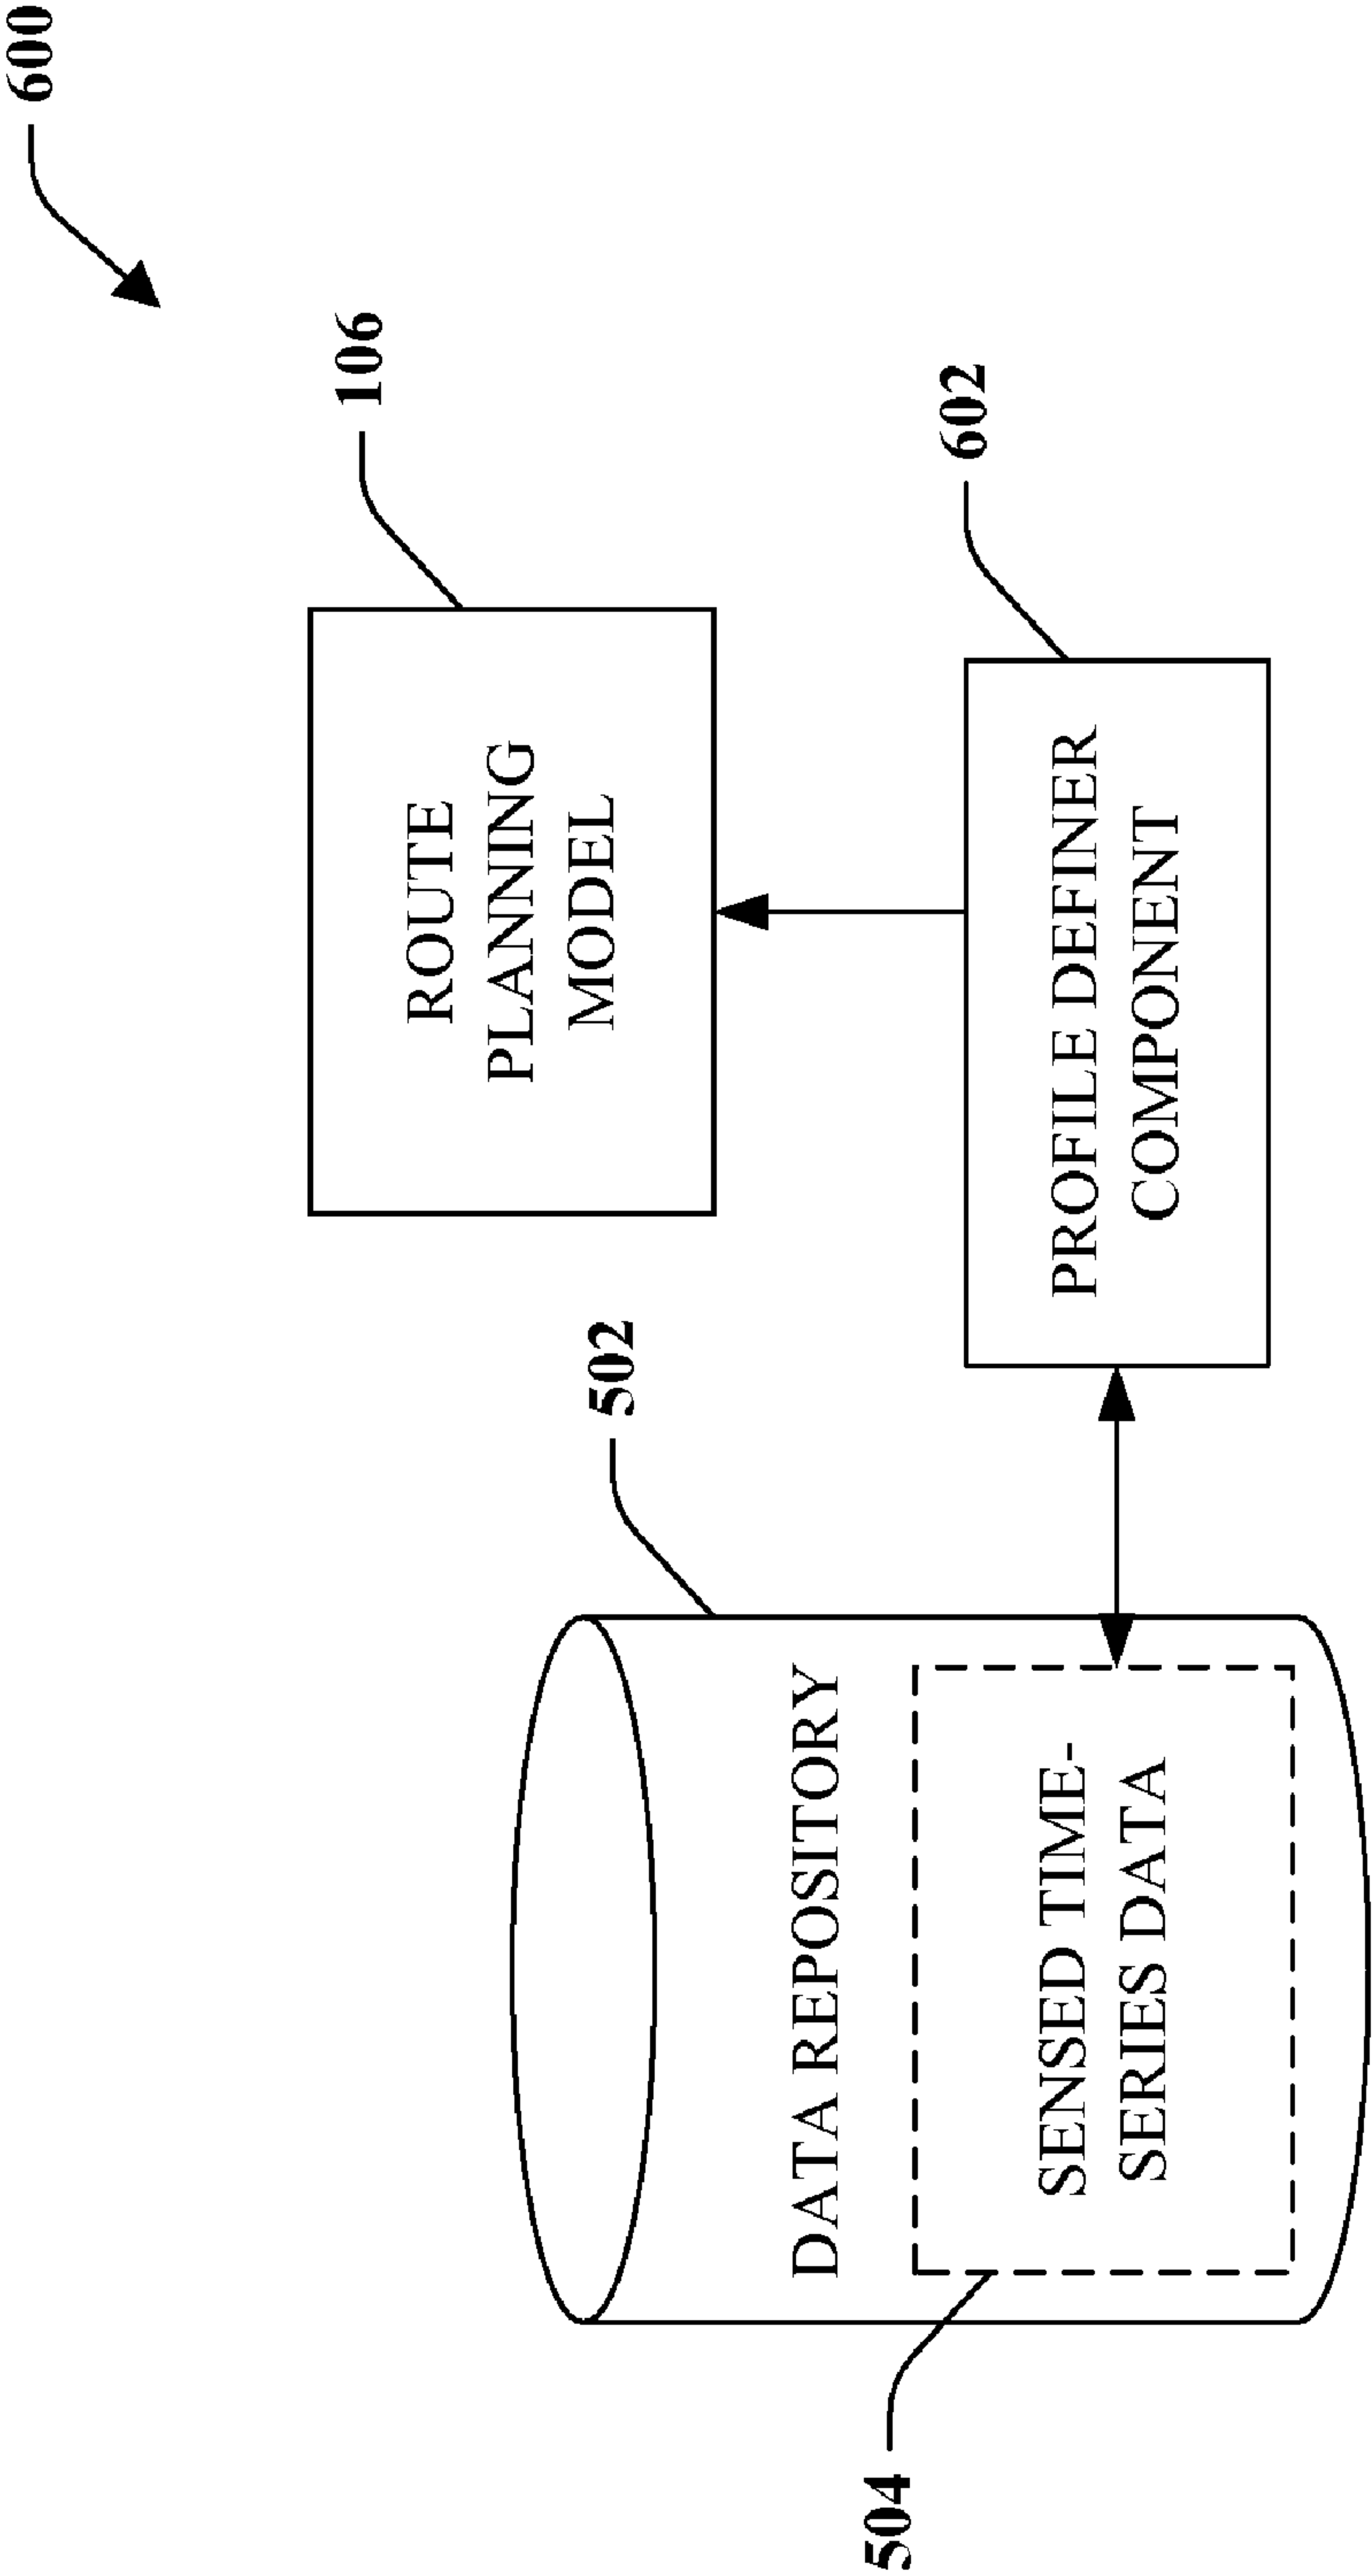 600
106
ROUTE
PLANNING
MODEL
602
PROFILE DEFINER
COMPONENT
502
DATA REPOSITORY
SENSED TIME-
SERIES DATA
504